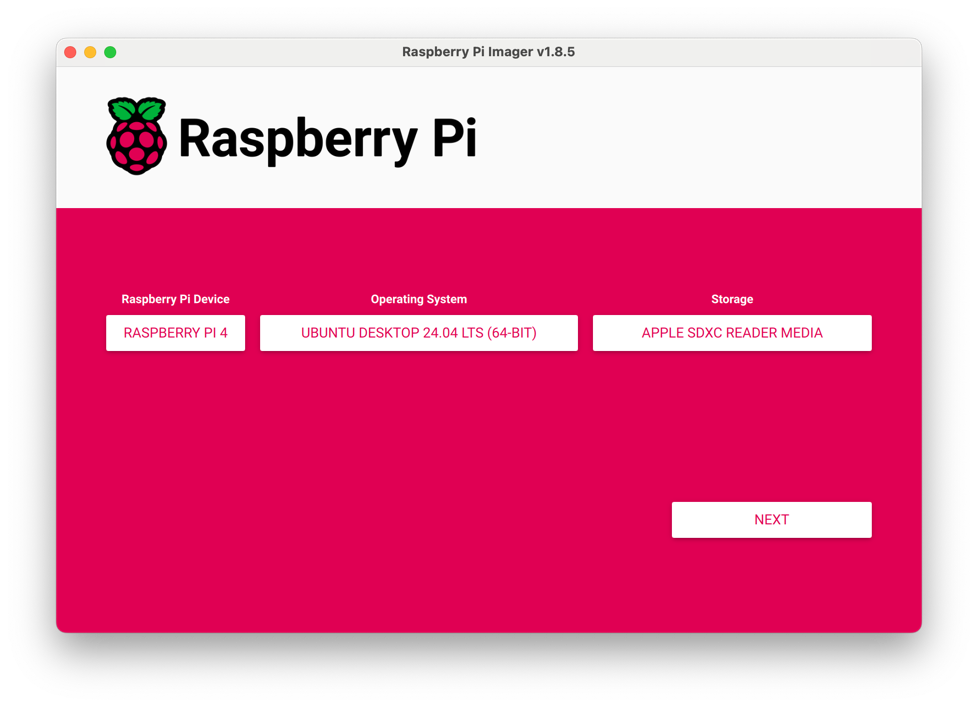 Raspberry Pi Imager v1.8.5
Raspberry Pi
Raspberry Pi Device
Operating System
Storage
RASPBERRY PI 4
UBUNTU DESKTOP 24.04 LTS (64-BIT)
APPLE SDXC READER MEDIA
NEXT